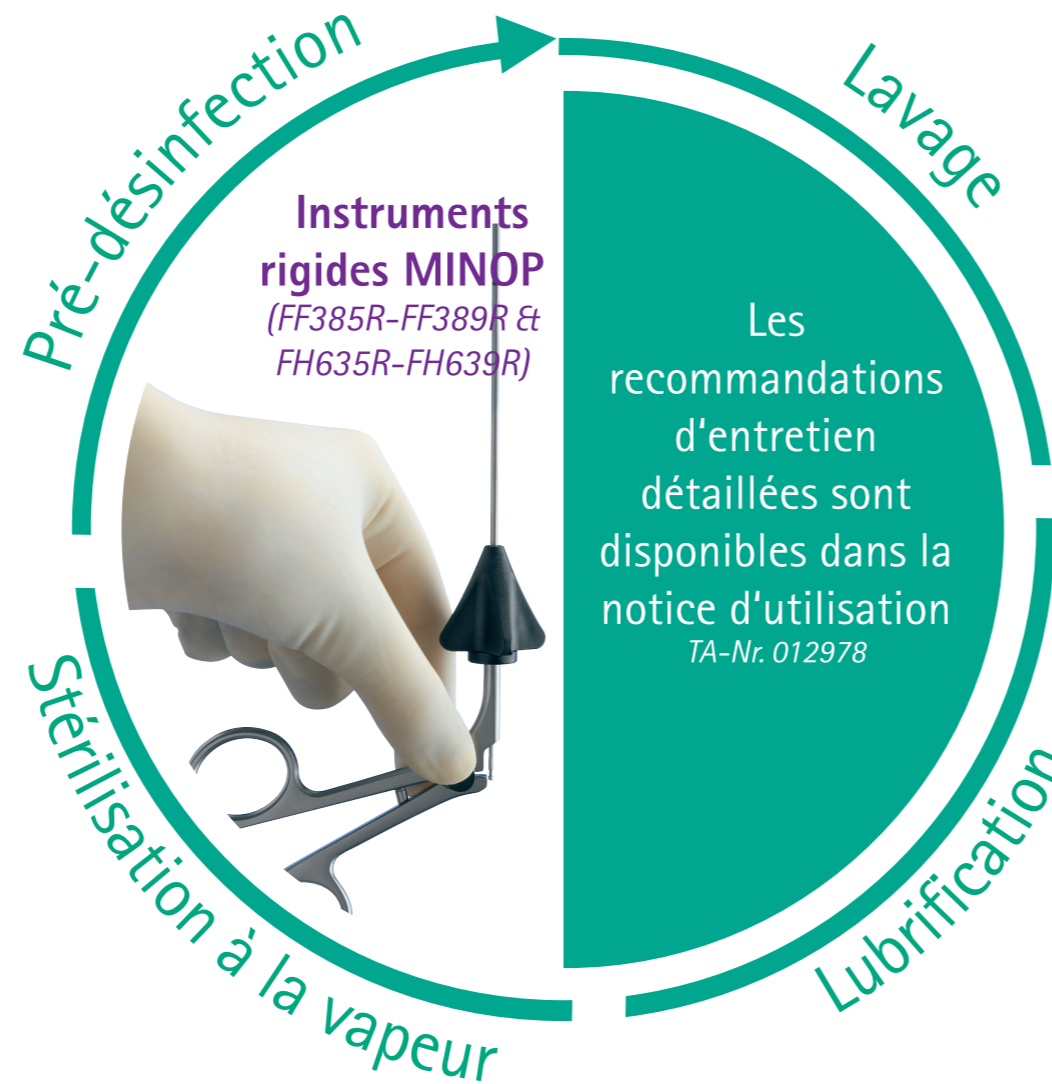 Pré-désinfection
Lavage
Instruments
rigides MINOP
(FF385R-FF389R &
FH635R-FH639R)
Les
recommandations
d'entretien
détaillées sont
disponibles dans la
notice d'utilisation
TA-Nr. 012978
Stérilisation à la vapeur
Lubrification